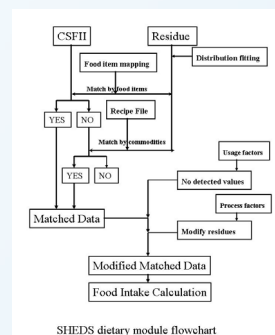 CSFII
Residue
Distribution fitting
Food item mapping
Match by food items
YES
NO
Recipe File
Match by commodities
Usage factors
YES
NO
No detected values
Process factors
Matched Data
Modify residues
Modified Matched Data
Food Intake Calculation
SHEDS dietary module flowchart